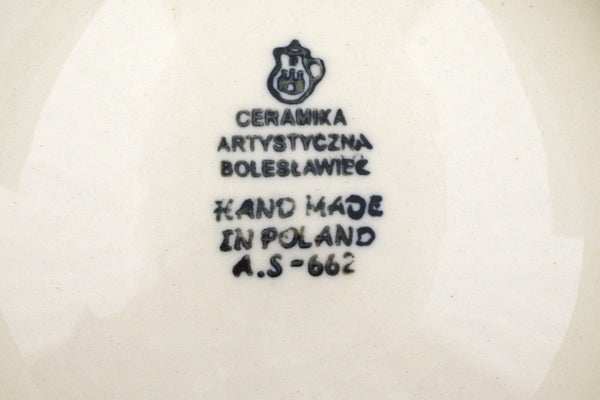 CERAMIKA
ARTYSTYCZNA
BOLESŁAWIEC
HAND MADE
IN POLAND
A.S-662